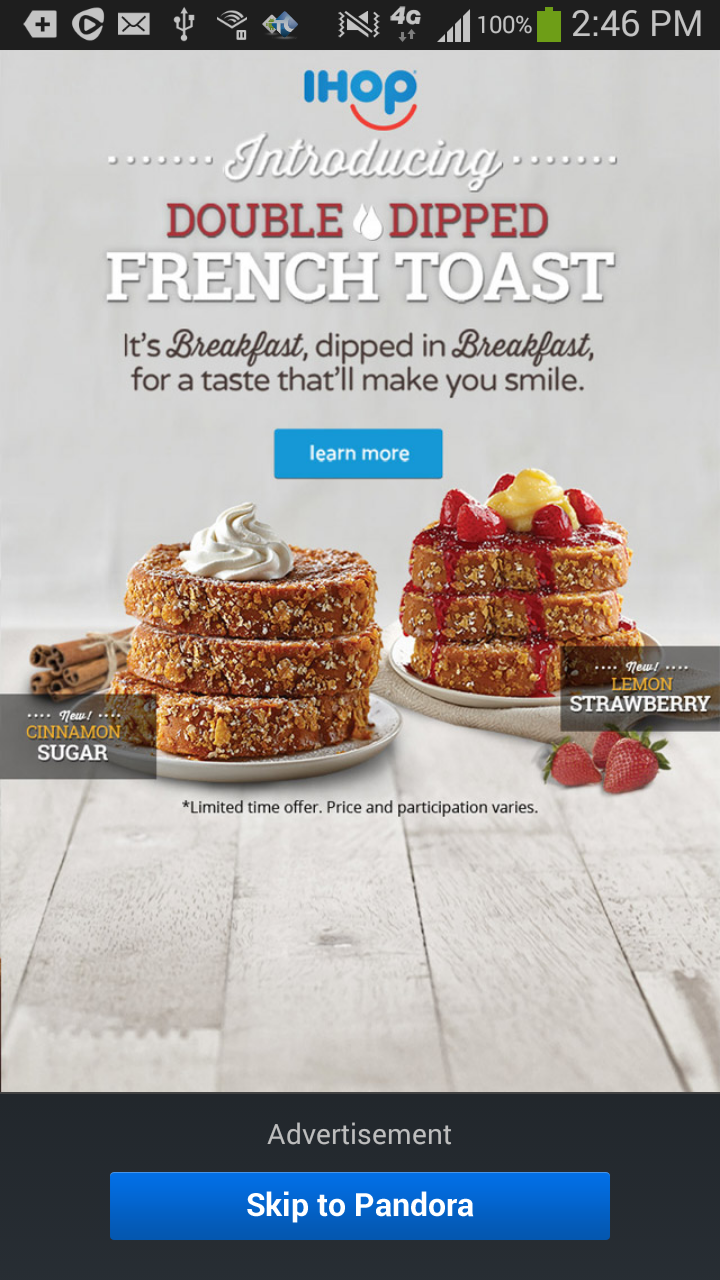 4G 100% 2:46 PM
IHOP
Introducing
DOUBLE DIPPED
FRENCH TOAST
It's Breakfast, dipped in Breakfast,
for a taste that'll make you smile.
learn more
New!
LEMON
STRAWBERRY
New!
CINNAMON
SUGAR
*Limited time offer. Price and participation varies.
Advertisement
Skip to Pandora